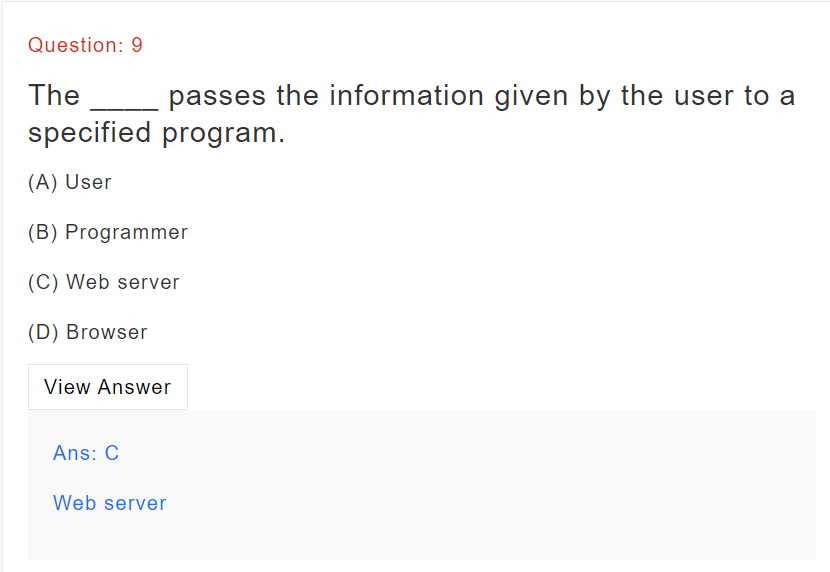 Question: 9
The ____ passes the information given by the user to a
specified program.
(A) User
(B) Programmer
(C) Web server
(D) Browser
View Answer
Ans: C
Web server